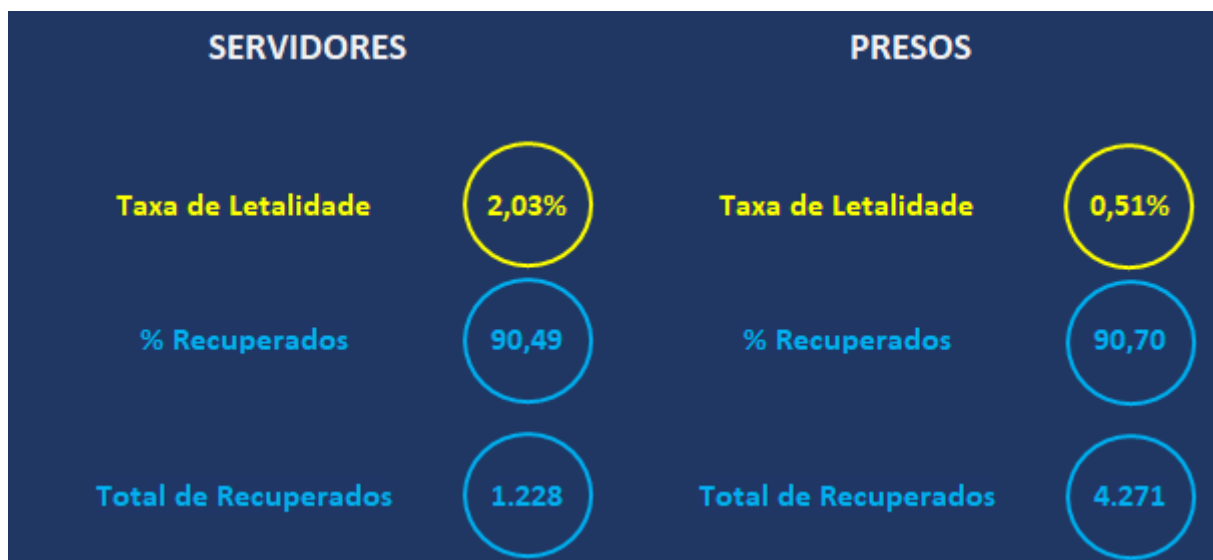 SERVIDORES
Taxa de Letalidade 2,03%
% Recuperados 90,49
Total de Recuperados 1.228
PRESOS
Taxa de Letalidade 0,51%
% Recuperados 90,70
Total de Recuperados 4.271